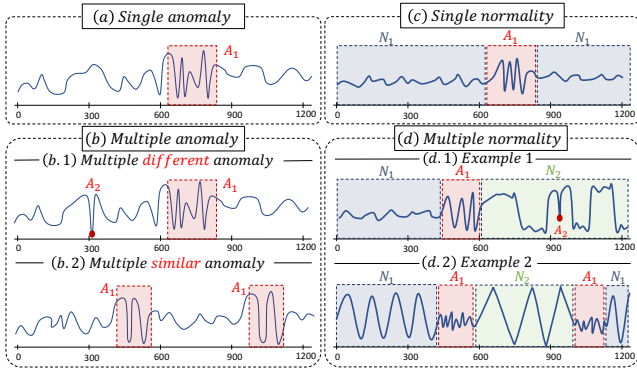 (a) Single anomaly
A1
0 300 600 900 1200
(b) Multiple anomaly
(b.1) Multiple different anomaly
A2
A1
0 300 600 900 1200
(b.2) Multiple similar anomaly
A1 A1
0 300 600 900 1200
(c) Single normality
N1 A1 N1
0 300 600 900 1200
(d) Multiple normality
(d.1) Example 1
N1 A1 N2
A2
0 300 600 900 1200
(d.2) Example 2
N1 A1 N2 A1 N1
0 300 600 900 1200